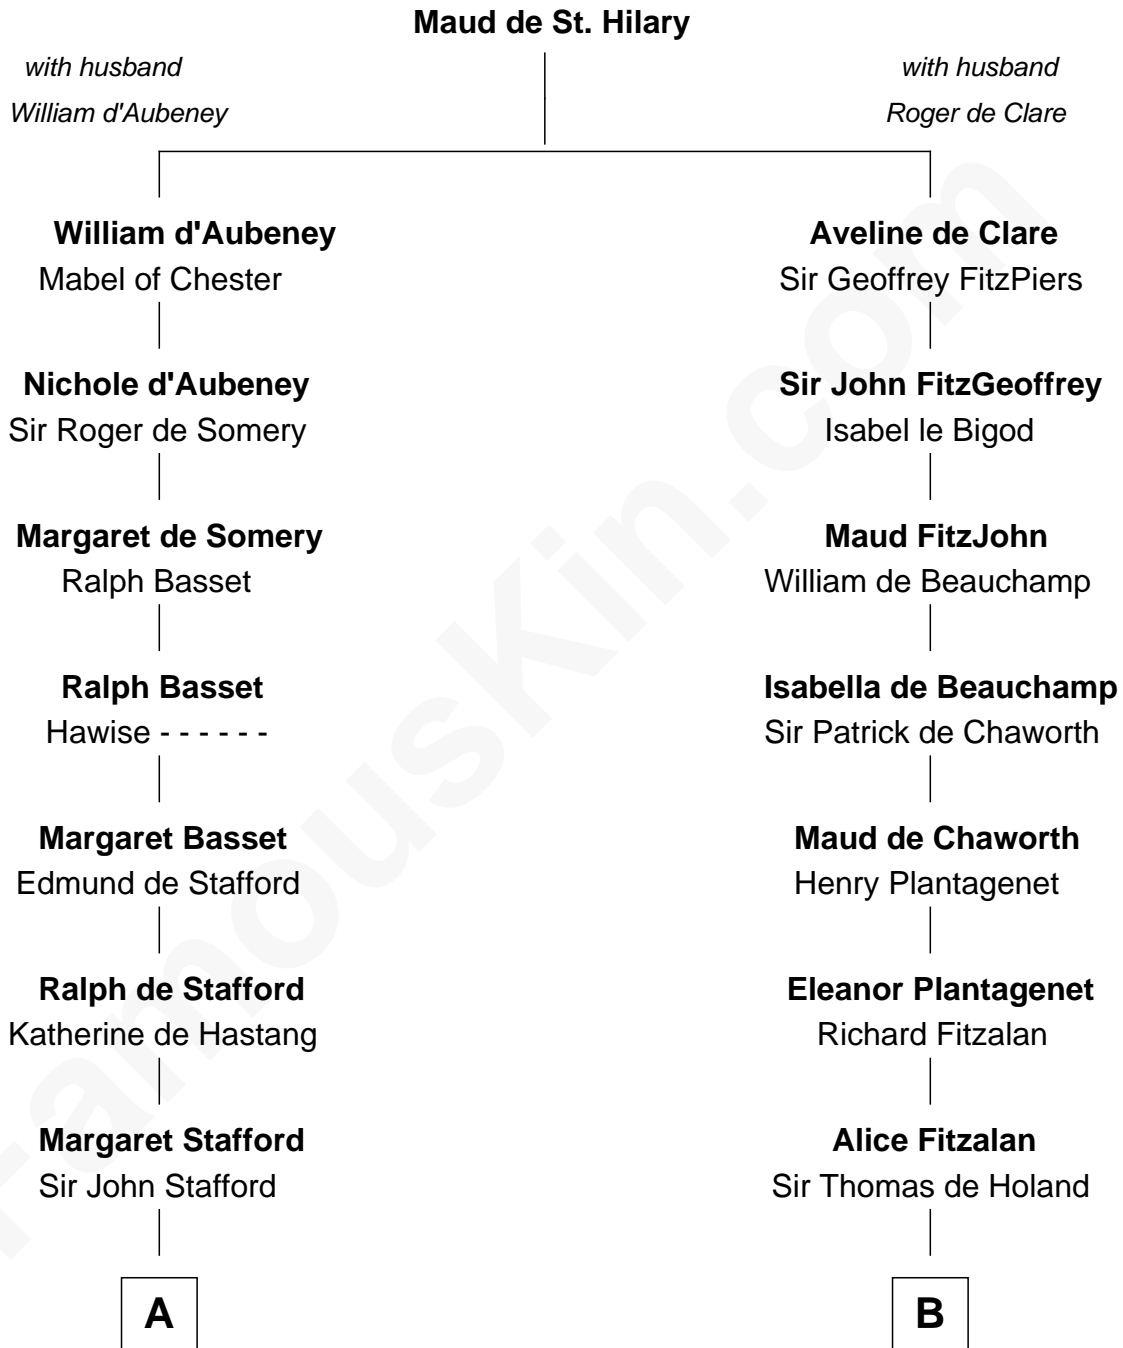 Maud de St. Hilary
with husband
William d'Aubeney
with husband
Roger de Clare
William d'Aubeney
Mabel of Chester
Aveline de Clare
Sir Geoffrey FitzPiers
Nichole d'Aubeney
Sir Roger de Somery
Sir John FitzGeoffrey
Isabel le Bigod
Margaret de Somery
Ralph Basset
Maud FitzJohn
William de Beauchamp
Ralph Basset
Hawise - - - - - -
Isabella de Beauchamp
Sir Patrick de Chaworth
Margaret Basset
Edmund de Stafford
Maud de Chaworth
Henry Plantagenet
Ralph de Stafford
Katherine de Hastang
Eleanor Plantagenet
Richard Fitzalan
Margaret Stafford
Sir John Stafford
Alice Fitzalan
Sir Thomas de Holand
A
B
FamousKin.com